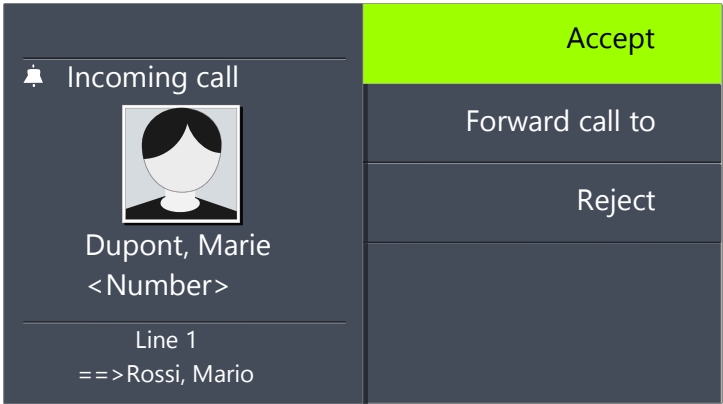 Incoming call
Dupont, Marie
<Number>
Line 1
==>Rossi, Mario
Accept
Forward call to
Reject